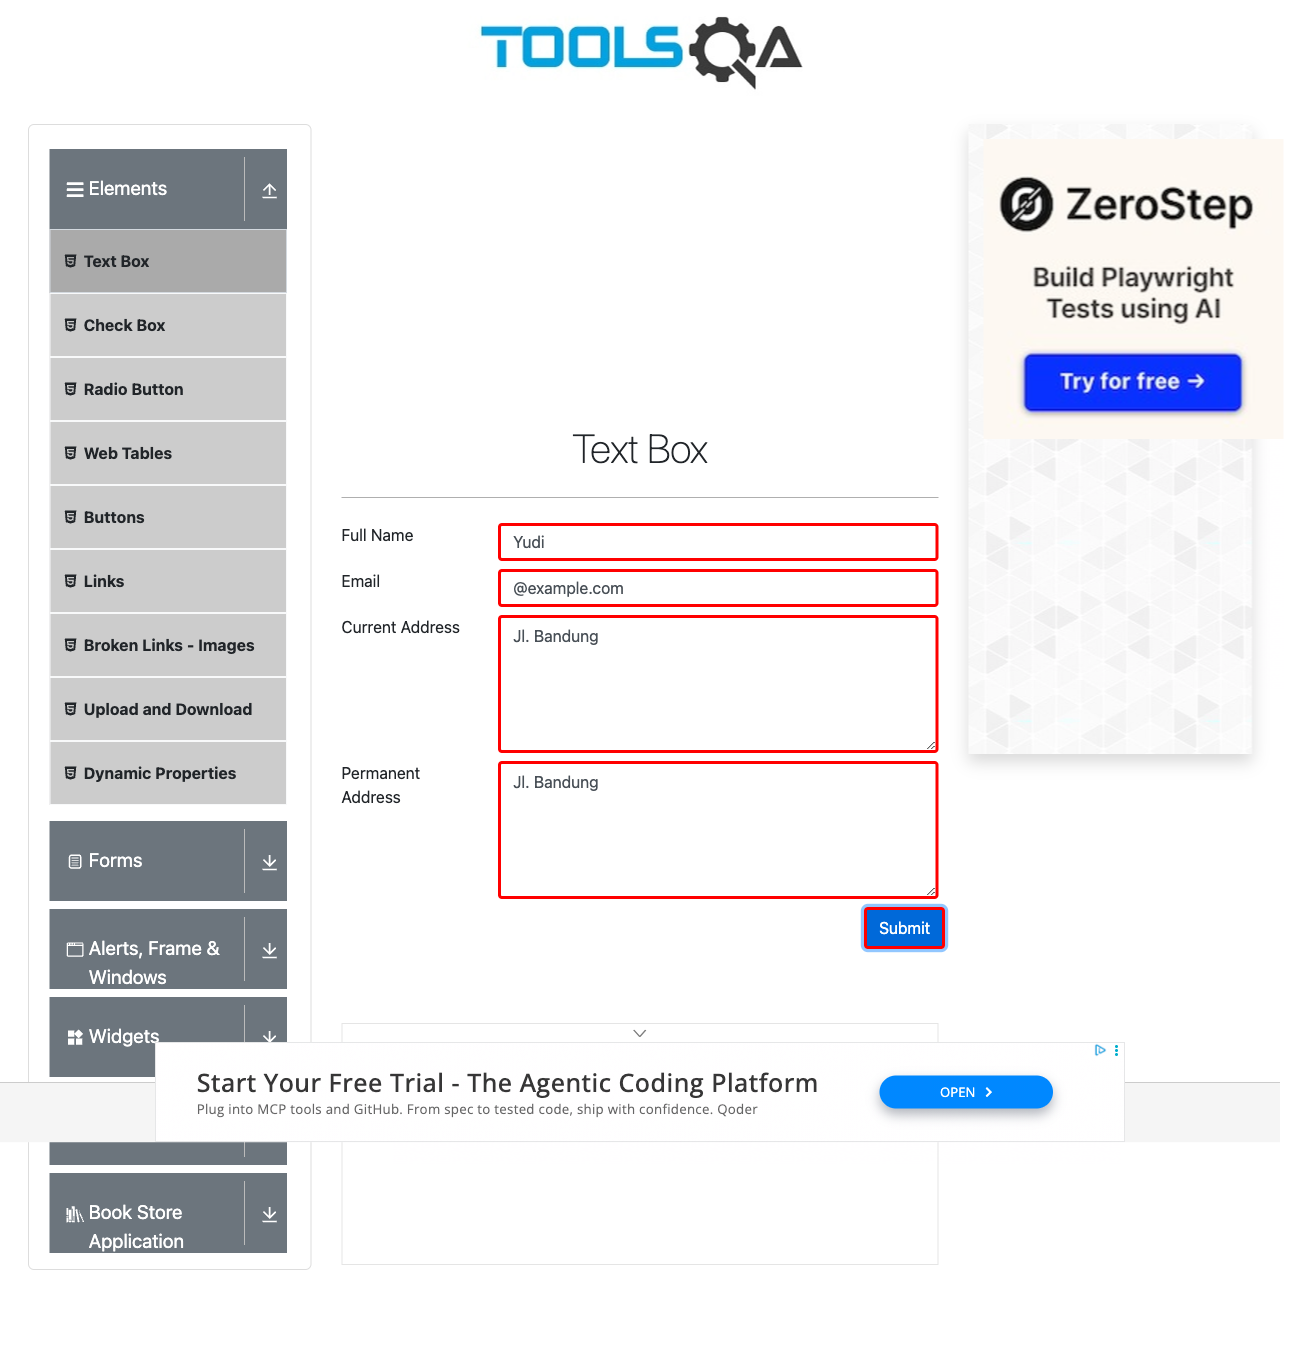 TOOLSQA
Elements
Text Box
Check Box
Radio Button
Web Tables
Buttons
Links
Broken Links - Images
Upload and Download
Dynamic Properties
Forms
Alerts, Frame &
Windows
Widgets
Book Store
Application
Text Box
Full Name
Yudi
Email
@example.com
Current Address
Jl. Bandung
Permanent
Address
Jl. Bandung
Submit
ZeroStep
Build Playwright
Tests using AI
Try for free →
Start Your Free Trial - The Agentic Coding Platform
Plug into MCP tools and GitHub. From spec to tested code, ship with confidence. Qoder
OPEN